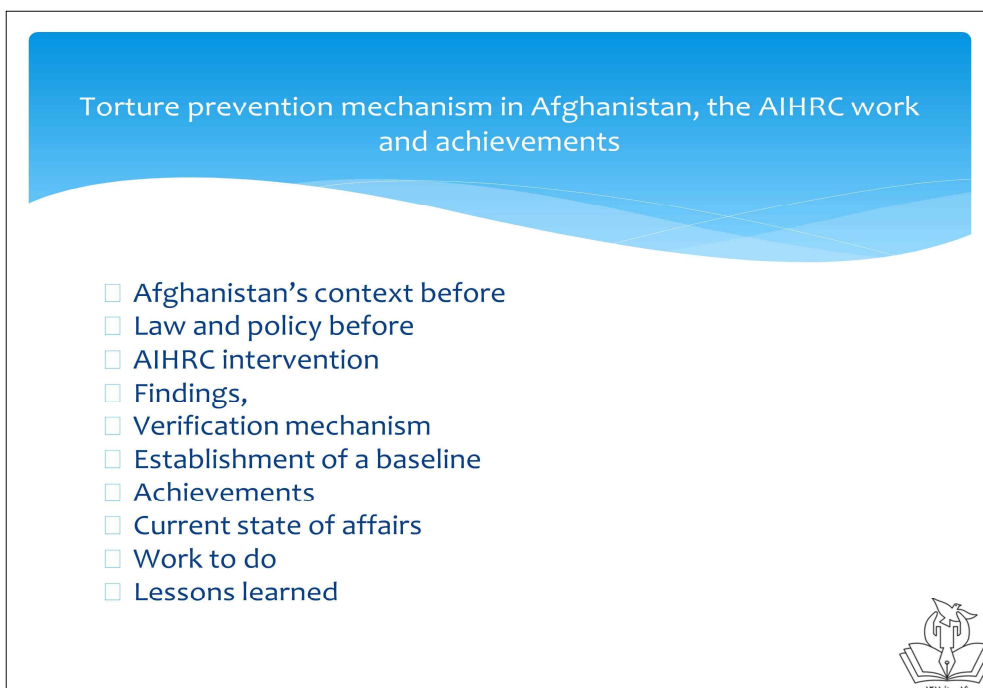 Torture prevention mechanism in Afghanistan, the AIHRC work
and achievements
Afghanistan’s context before
Law and policy before
AIHRC intervention
Findings,
Verification mechanism
Establishment of a baseline
Achievements
Current state of affairs
Work to do
Lessons learned